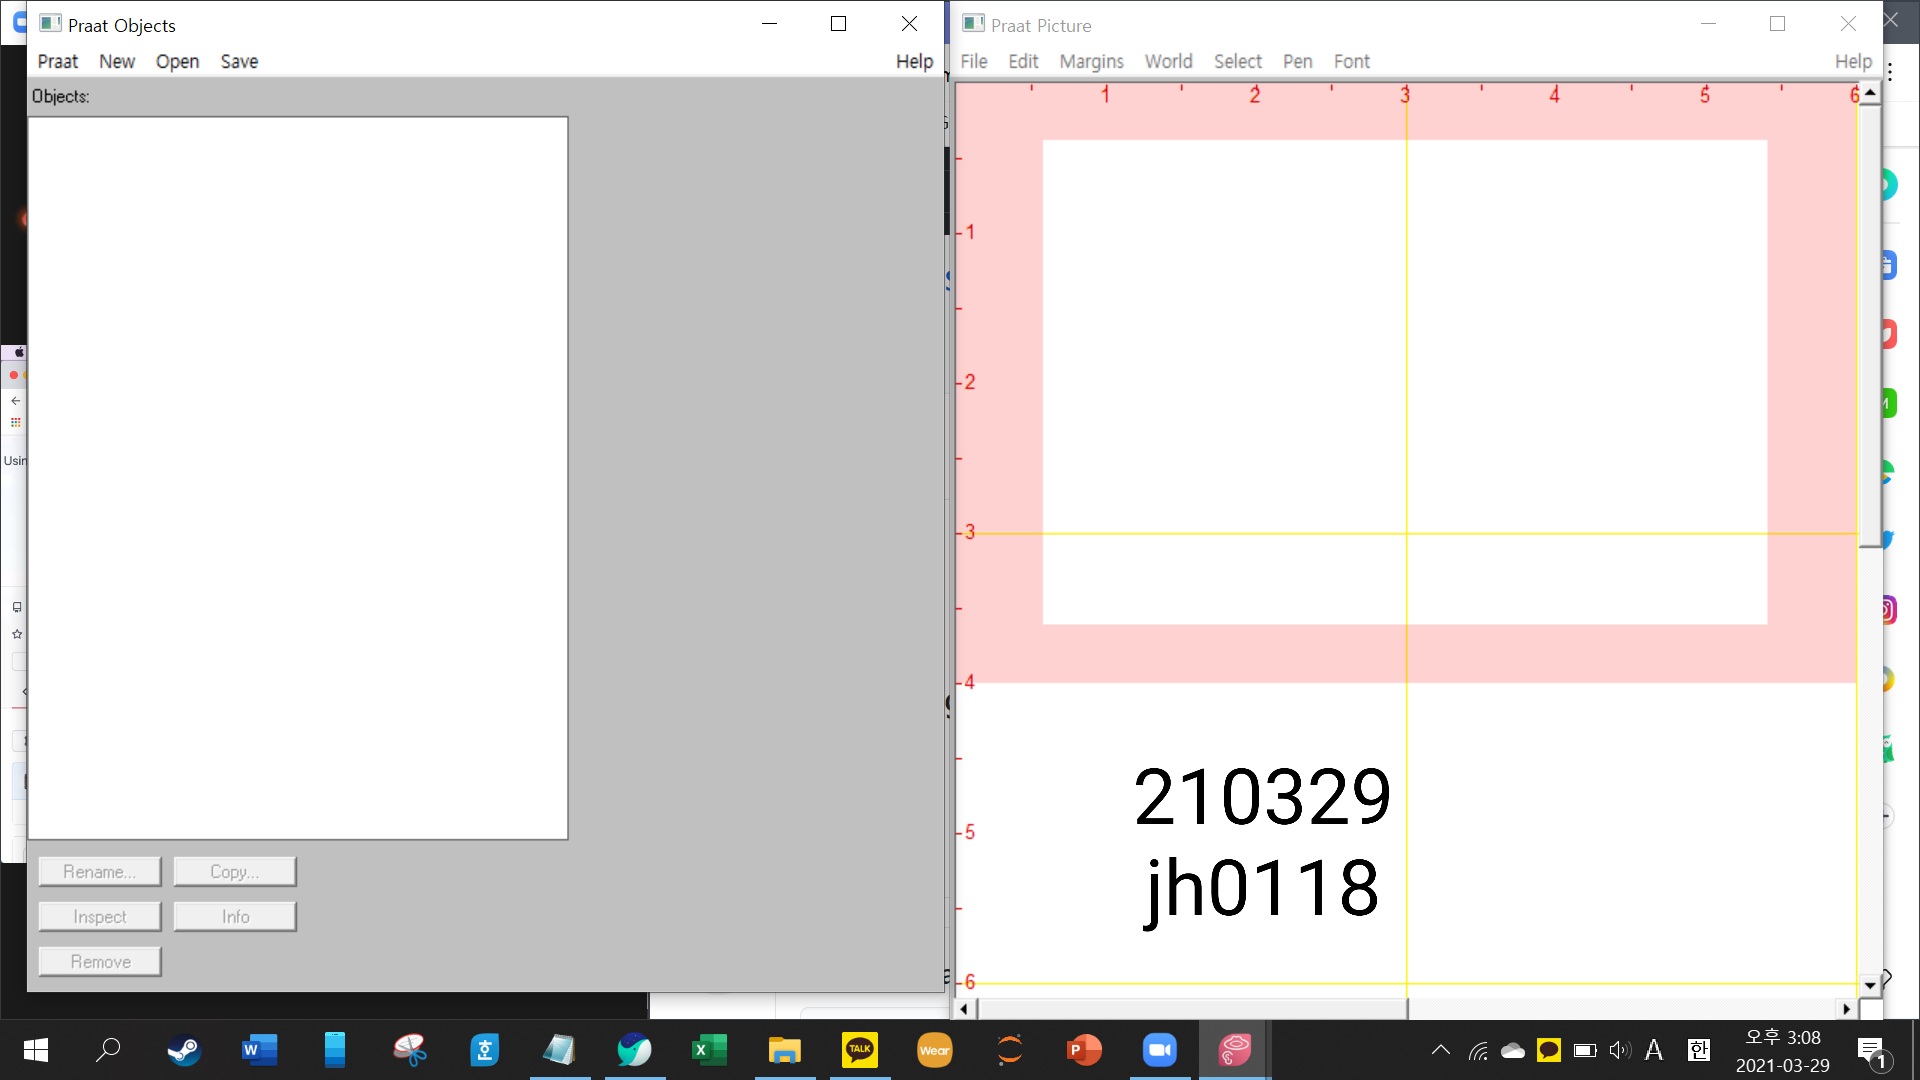 Praat Objects
Praat New Open Save Help
Objects:
Rename... Copy...
Inspect Info
Remove
Praat Picture
File Edit Margins World Select Pen Font Help
1 2 3 4 5 6
1
2
3
4
5
6
210329
jh0118
Usin
TALK
Wear
A 한
오후 3:08
2021-03-29
1